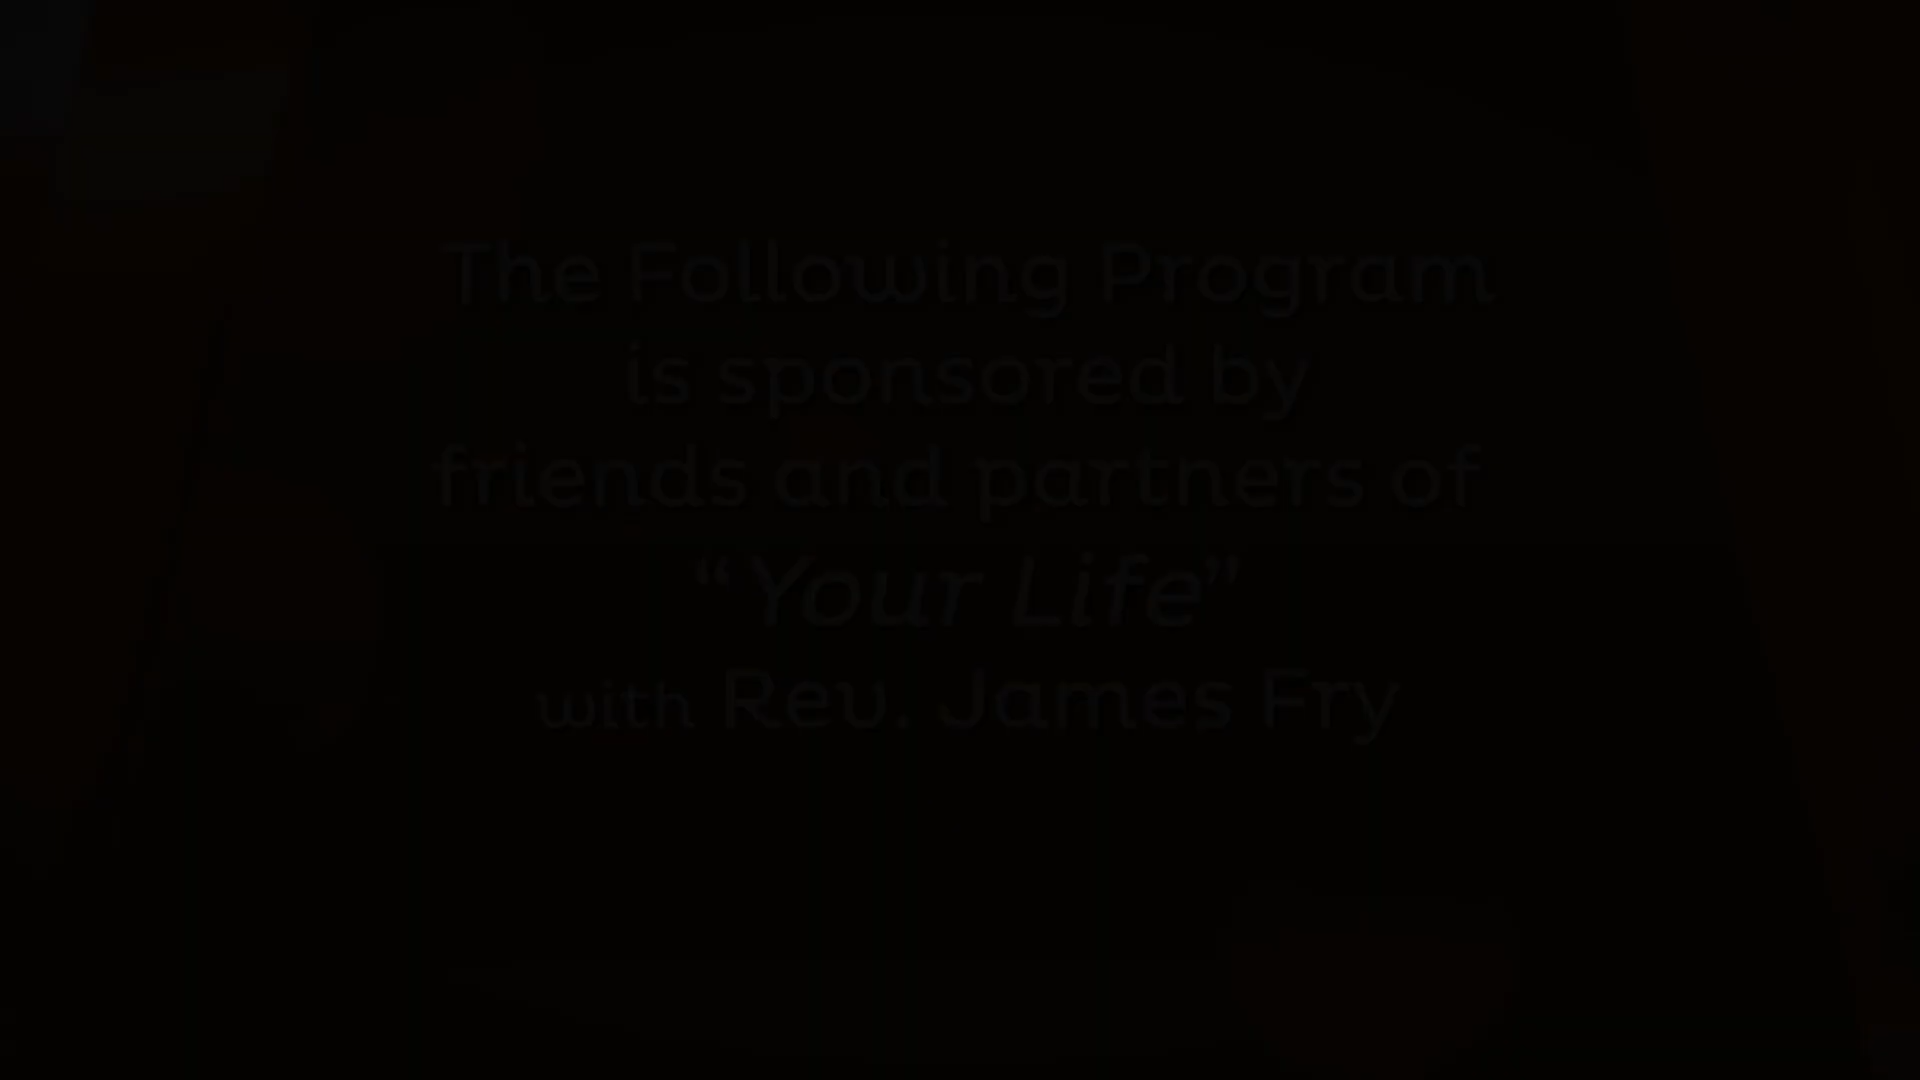 The Following Program
is sponsored by
friends and partners of
“Your Life”
with Rev. James Fry